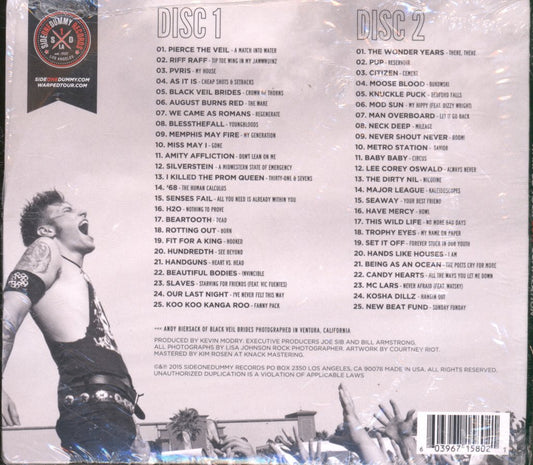 SIDEONEDUMMY RECORDS
S I D
LA
LOS ANGELES, CA
SIDEONEDUMMY.COM
WARPEDTOUR.COM
DISC 1
01. PIERCE THE VEIL - A MATCH INTO WATER
02. RIFF RAFF - TIP TOE WING IN MY JAWWWDINZ
03. PVRIS - MY HOUSE
04. AS IT IS - CHEAP SHOTS & SETBACKS
05. BLACK VEIL BRIDES - CROWN OF THORNS
06. AUGUST BURNS RED - THE WAKE
07. WE CAME AS ROMANS - REGENERATE
08. BLESSTHEFALL - YOUNGBLOODS
09. MEMPHIS MAY FIRE - MY GENERATION
10. MISS MAY I - GONE
11. AMITY AFFLICTION - DON'T LEAN ON ME
12. SILVERSTEIN - A MIDWESTERN STATE OF EMERGENCY
13. I KILLED THE PROM QUEEN - THIRTY-ONE & SEVENS
14. '68 - THE HUMAN CALCULUS
15. SENSES FAIL - ALL YOU NEED IS ALREADY WITHIN YOU
16. H2O - NOTHING TO PROVE
17. BEARTOOTH - DEAD
18. ROTTING OUT - BORN
19. FIT FOR A KING - HOOKED
20. HUNDREDTH - SEE BEYOND
21. HANDGUNS - HEART VS. HEAD
22. BEAUTIFUL BODIES - INVINCIBLE
23. SLAVES - STARVING FOR FRIENDS (FEAT. VIC FUENTES)
24. OUR LAST NIGHT - I'VE NEVER FELT THIS WAY
25. KOO KOO KANGA ROO - FANNY PACK
DISC 2
01. THE WONDER YEARS - THERE, THERE
02. PUP - RESERVOIR
03. CITIZEN - CEMENT
04. MOOSE BLOOD - BUKOWSKI
05. KNUCKLE PUCK - BEDFORD FALLS
06. MOD SUN - MY HIPPY (FEAT. DIZZY WRIGHT)
07. MAN OVERBOARD - LET IT GO BACK
08. NECK DEEP - MILEAGE
09. NEVER SHOUT NEVER - BOOM!
10. METRO STATION - SAVIOR
11. BABY BABY - CIRCUS
12. LEE COREY OSWALD - ALWAYS NEVER
13. THE DIRTY NIL - NICOTINE
14. MAJOR LEAGUE - KALEIDOSCOPES
15. SEAWAY - YOUR BEST FRIEND
16. HAVE MERCY - HOWL
17. THIS WILD LIFE - NO MORE BAD DAYS
18. TROPHY EYES - MY NAME ON PAPER
19. SET IT OFF - FOREVER STUCK IN OUR YOUTH
20. HANDS LIKE HOUSES - I AM
21. BEING AS AN OCEAN - THE POETS CRY FOR MORE
22. CANDY HEARTS - ALL THE WAYS YOU LET ME DOWN
23. MC LARS - NEVER AFRAID (FEAT. WATSKY)
24. KOSHA DILLZ - HANGIN OUT
25. NEW BEAT FUND - SUNDAY FUNDAY
ANDY BIERSACK OF BLACK VEIL BRIDES PHOTOGRAPHED IN VENTURA, CALIFORNIA
PRODUCED BY KEVIN MODRY. EXECUTIVE PRODUCERS JOE SIB AND BILL ARMSTRONG.
ALL PHOTOGRAPHS BY LISA JOHNSON ROCK PHOTOGRAPHER. ARTWORK BY COURTNEY RIOT.
MASTERED BY KIM ROSEN AT KNACK MASTERING.
©℗ 2015 SIDEONEDUMMY RECORDS PO BOX 2350 LOS ANGELES, CA 90078 MADE IN USA. ALL RIGHTS RESERVED.
UNAUTHORIZED DUPLICATION IS A VIOLATION OF APPLICABLE LAWS
6 03967 15802 1